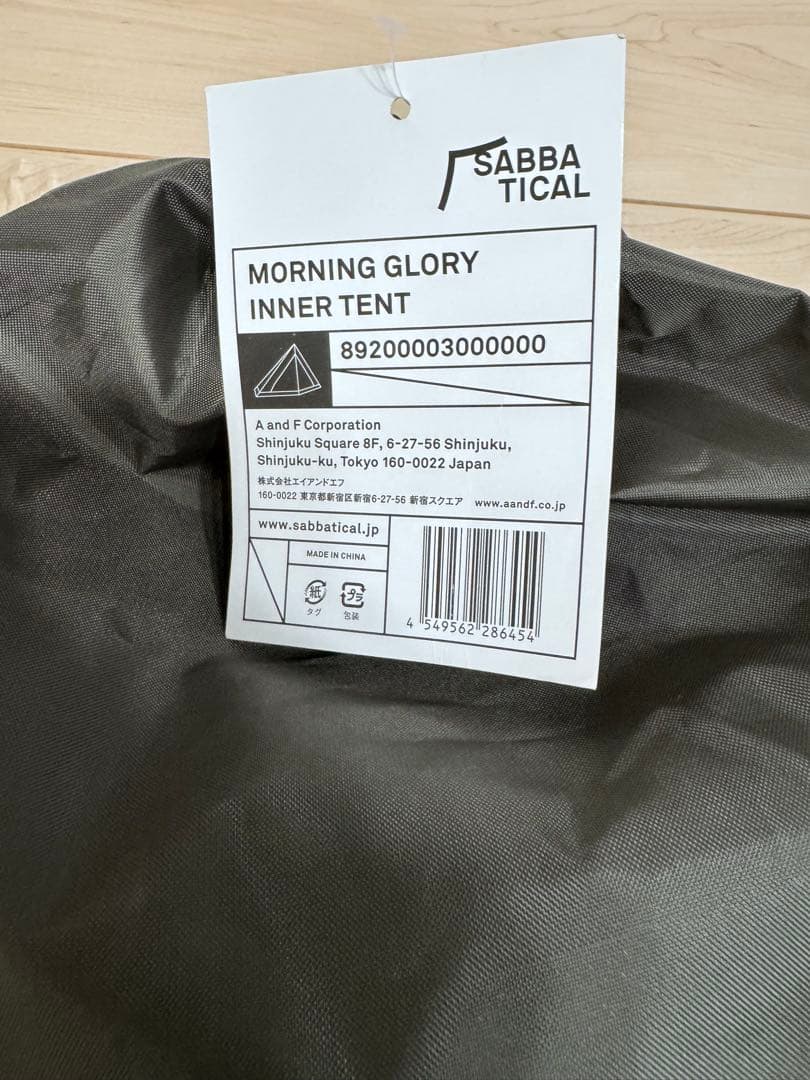 SABBA
TICAL
MORNING GLORY
INNER TENT
89200003000000
A and F Corporation
Shinjuku Square 8F, 6-27-56 Shinjuku,
Shinjuku-ku, Tokyo 160-0022 Japan
株式会社エイアンドエフ
160-0022 東京都新宿区新宿6-27-56 新宿スクエア www.aandf.co.jp
www.sabbatical.jp
MADE IN CHINA
紙 プラ
タグ 包装
4 549562 286454